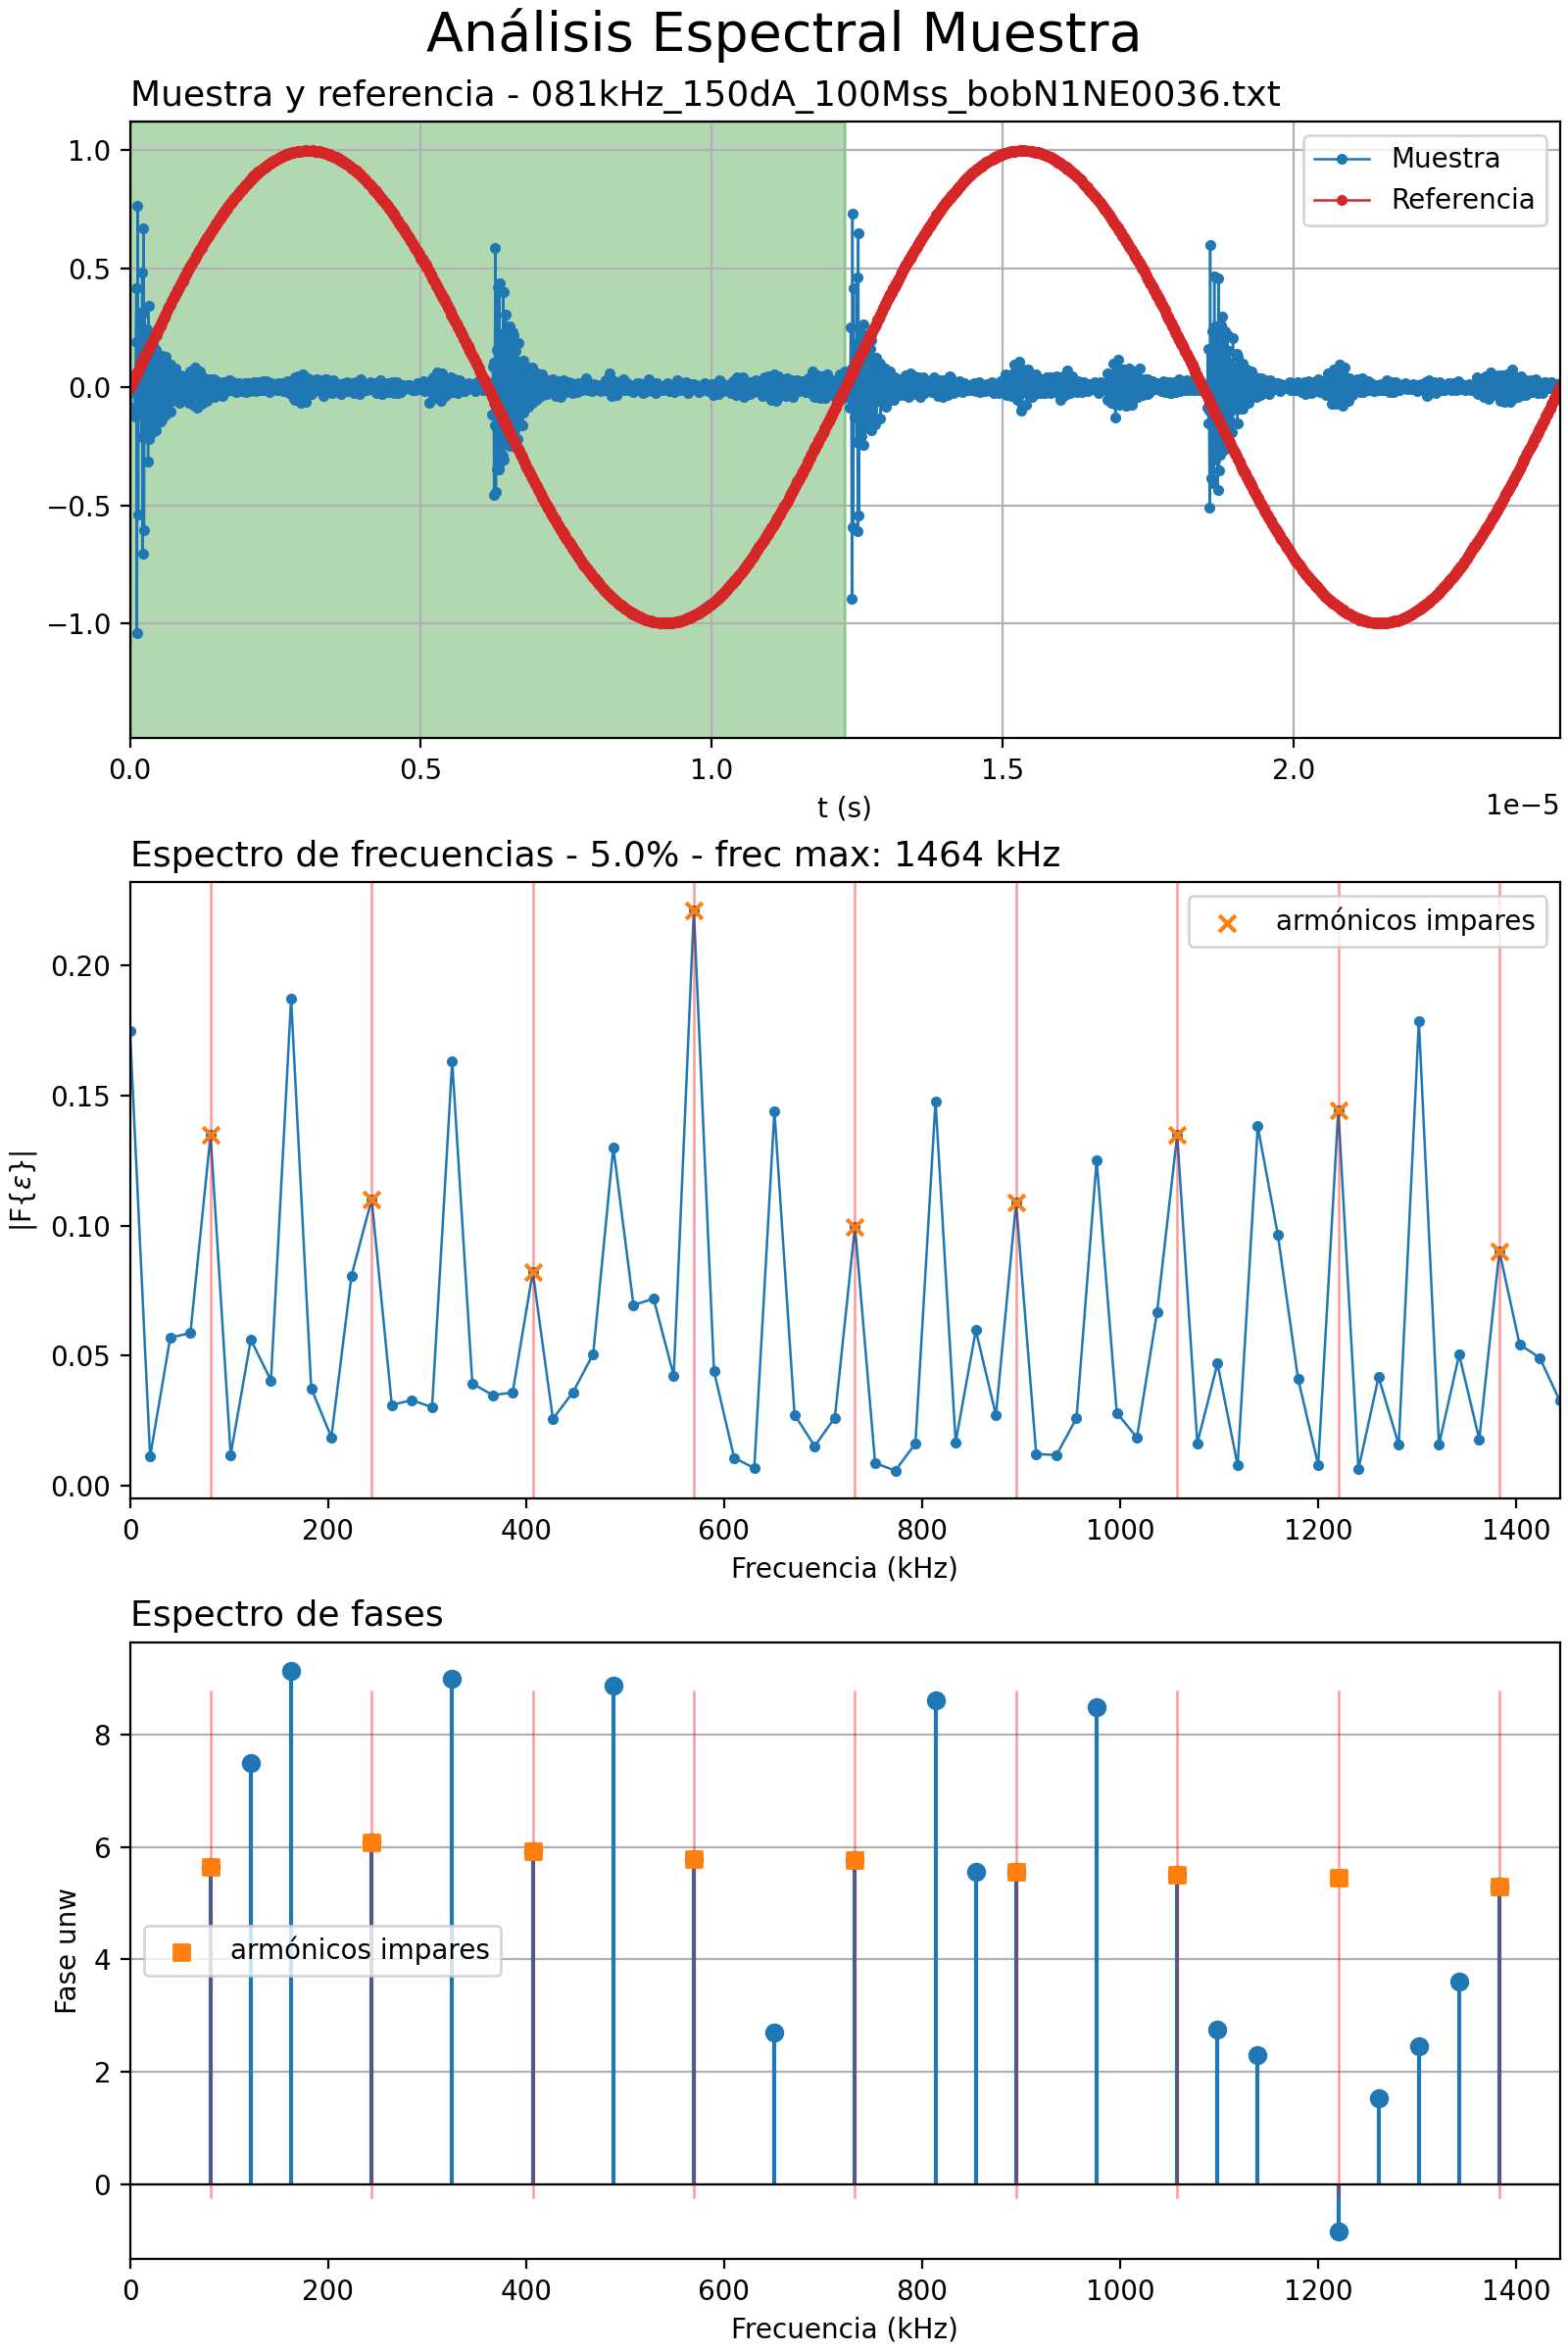 Análisis Espectral Muestra
Muestra y referencia - 081kHz_150dA_100Mss_bobN1NE0036.txt
Muestra
Referencia
1.0
0.5
0.0
−0.5
−1.0
0.0 0.5 1.0 1.5 2.0
t (s)
1e−5
Espectro de frecuencias - 5.0% - frec max: 1464 kHz
armónicos impares
|F{ε}|
0.20
0.15
0.10
0.05
0.00
0 200 400 600 800 1000 1200 1400
Frecuencia (kHz)
Espectro de fases
armónicos impares
Fase unw
8
6
4
2
0
0 200 400 600 800 1000 1200 1400
Frecuencia (kHz)